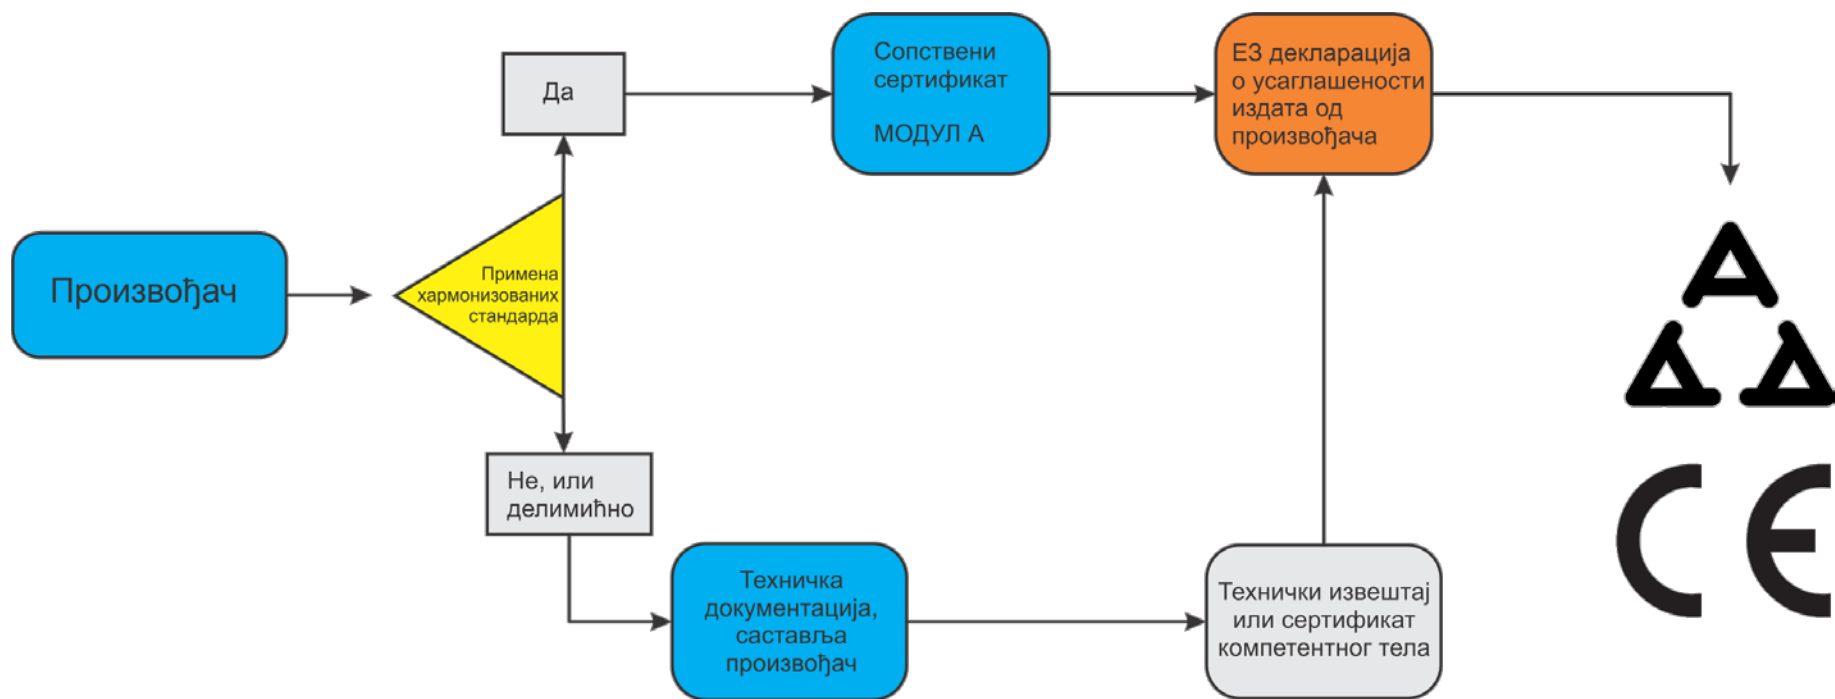 Произвођач
Примена
хармонизованих
стандарда
Да
Сопствени
сертификат
МОДУЛ А
ЕЗ декларација
о усаглашености
издата од
произвођача
Не, или
делимићно
Техничка
документација,
саставља
произвођач
Технички извештај
или сертификат
компетентног тела
А
А А
CE